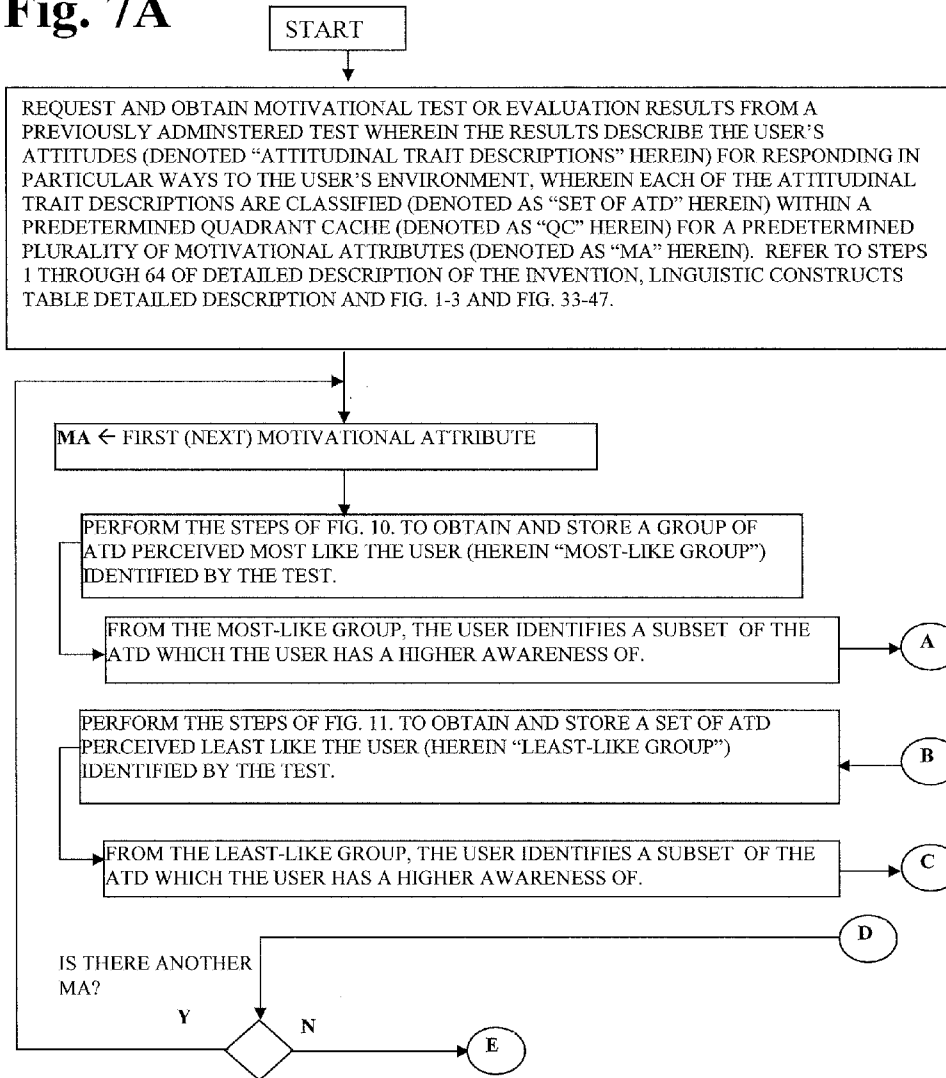 Fig. 7A
START
REQUEST AND OBTAIN MOTIVATIONAL TEST OR EVALUATION RESULTS FROM A
PREVIOUSLY ADMINSTERED TEST WHEREIN THE RESULTS DESCRIBE THE USER'S
ATTITUDES (DENOTED "ATTITUDINAL TRAIT DESCRIPTIONS" HEREIN) FOR RESPONDING IN
PARTICULAR WAYS TO THE USER'S ENVIRONMENT, WHEREIN EACH OF THE ATTITUDINAL
TRAIT DESCRIPTIONS ARE CLASSIFIED (DENOTED AS "SET OF ATD" HEREIN) WITHIN A
PREDETERMINED QUADRANT CACHE (DENOTED AS "QC" HEREIN) FOR A PREDETERMINED
PLURALITY OF MOTIVATIONAL ATTRIBUTES (DENOTED AS "MA" HEREIN). REFER TO STEPS
1 THROUGH 64 OF DETAILED DESCRIPTION OF THE INVENTION, LINGUISTIC CONSTRUCTS
TABLE DETAILED DESCRIPTION AND FIG. 1-3 AND FIG. 33-47.
MA ← FIRST (NEXT) MOTIVATIONAL ATTRIBUTE
PERFORM THE STEPS OF FIG. 10. TO OBTAIN AND STORE A GROUP OF
ATD PERCEIVED MOST LIKE THE USER (HEREIN "MOST-LIKE GROUP")
IDENTIFIED BY THE TEST.
FROM THE MOST-LIKE GROUP, THE USER IDENTIFIES A SUBSET OF THE
ATD WHICH THE USER HAS A HIGHER AWARENESS OF.
A
PERFORM THE STEPS OF FIG. 11. TO OBTAIN AND STORE A SET OF ATD
PERCEIVED LEAST LIKE THE USER (HEREIN "LEAST-LIKE GROUP")
IDENTIFIED BY THE TEST.
B
FROM THE LEAST-LIKE GROUP, THE USER IDENTIFIES A SUBSET OF THE
ATD WHICH THE USER HAS A HIGHER AWARENESS OF.
C
D
IS THERE ANOTHER
MA?
Y
N
E